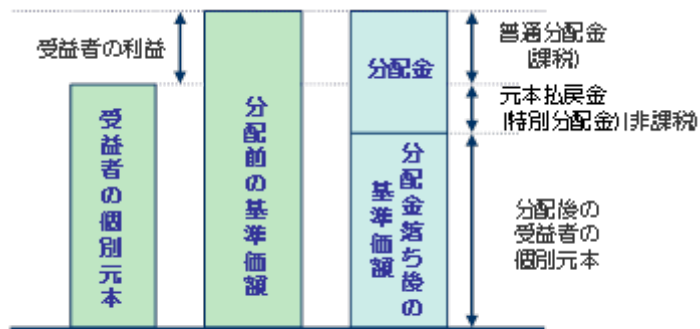 受益者の利益
受益者の個別元本
分配前の基準価額
分配金
分配金落ち後の
基準価額
普通分配金
(課税)
元本払戻金
(特別分配金)(非課税)
分配後の
受益者の
個別元本